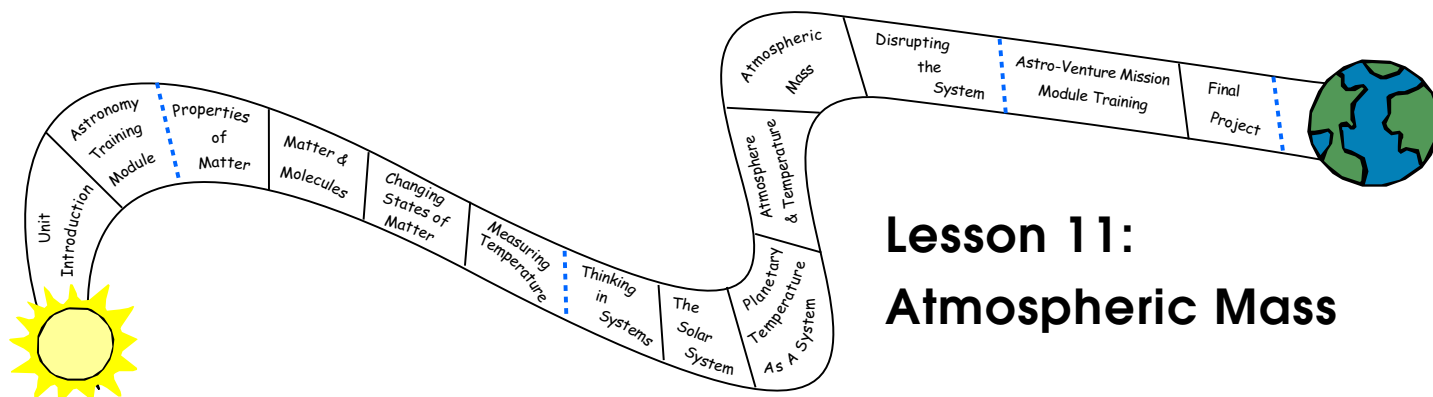 Unit
Introduction
Astronomy
Training
Module
Properties
of
Matter
Matter &
Molecules
Changing
States of
Matter
Measuring
Temperature
Thinking
in
Systems
The
Solar
System
Planetary
Temperature
As A System
Atmosphere
& Temperature
Atmospheric
Mass
Disrupting
the
System
Astro-Venture Mission
Module Training
Final
Project
Lesson 11:
Atmospheric Mass